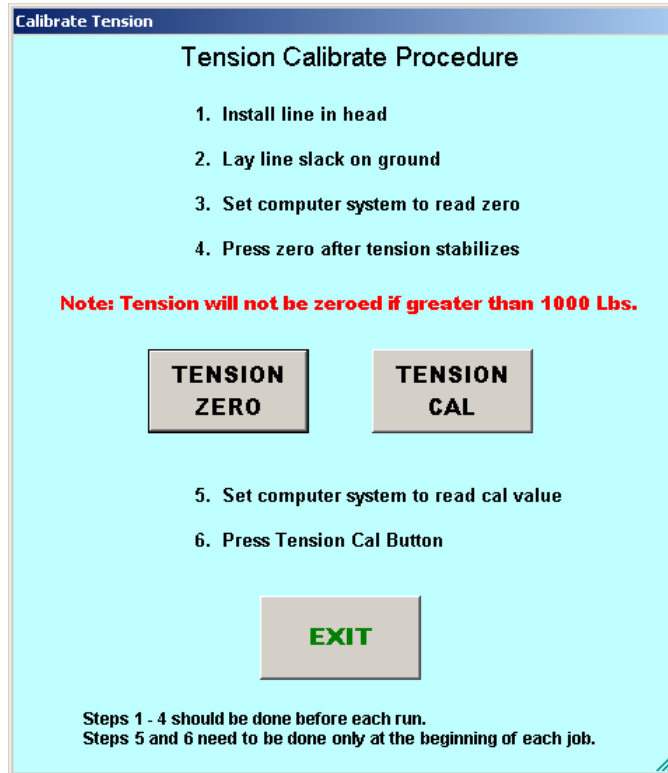 Calibrate Tension
Tension Calibrate Procedure
1. Install line in head
2. Lay line slack on ground
3. Set computer system to read zero
4. Press zero after tension stabilizes
Note: Tension will not be zeroed if greater than 1000 Lbs.
TENSION
ZERO
TENSION
CAL
5. Set computer system to read cal value
6. Press Tension Cal Button
EXIT
Steps 1 - 4 should be done before each run.
Steps 5 and 6 need to be done only at the beginning of each job.